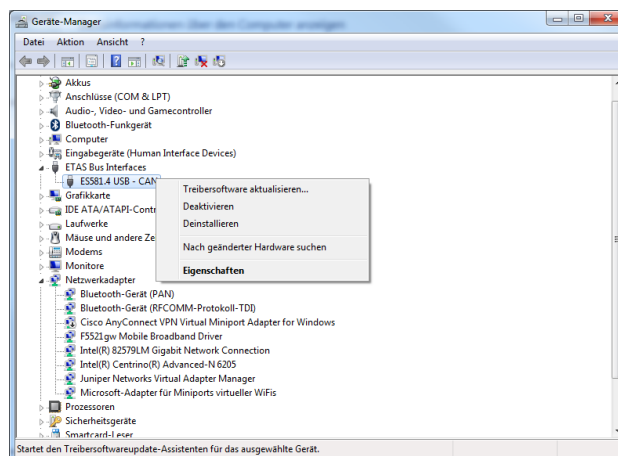 Geräte-Manager
informationen über den Computer anzeigen
Datei Aktion Ansicht ?
Akkus
Anschlüsse (COM & LPT)
Audio-, Video- und Gamecontroller
Bluetooth-Funkgerät
Computer
Eingabegeräte (Human Interface Devices)
ETAS Bus Interfaces
ES581.4 USB - CAN
Grafikkarte
IDE ATA/ATAPI-Contr
Laufwerke
Mäuse und andere Ze
Modems
Monitore
Netzwerkadapter
Bluetooth-Gerät (PAN)
Bluetooth-Gerät (RFCOMM-Protokoll-TDI)
Cisco AnyConnect VPN Virtual Miniport Adapter for Windows
F5521gw Mobile Broadband Driver
Intel(R) 82579LM Gigabit Network Connection
Intel(R) Centrino(R) Advanced-N 6205
Juniper Networks Virtual Adapter Manager
Microsoft-Adapter für Miniports virtueller WiFis
Prozessoren
Sicherheitsgeräte
Smartcard-Leser
Treibersoftware aktualisieren...
Deaktivieren
Deinstallieren
Nach geänderter Hardware suchen
Eigenschaften
Startet den Treibersoftwareupdate-Assistenten für das ausgewählte Gerät.